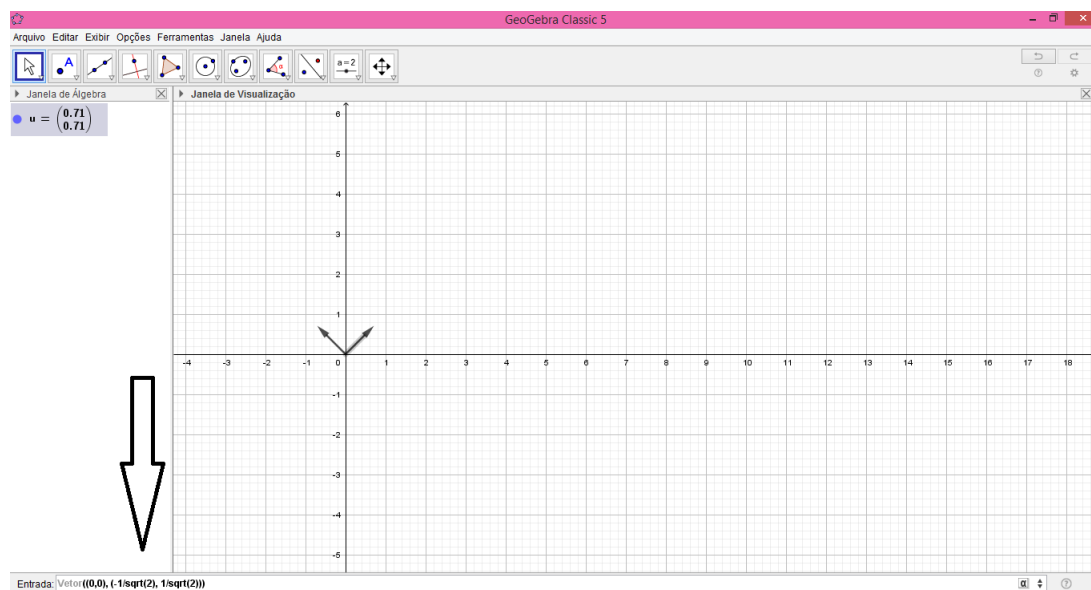 GeoGebra Classic 5
Arquivo Editar Exibir Opções Ferramentas Janela Ajuda
A a=2
Janela de Álgebra
Janela de Visualização
u = (0.71
0.71)
6
5
4
3
2
1
-4 -3 -2 -1 0 1 2 3 4 5 6 7 8 9 10 11 12 13 14 15 16 17 18
-1
-2
-3
-4
-5
Entrada: Vetor((0,0), (-1/sqrt(2), 1/sqrt(2))) α